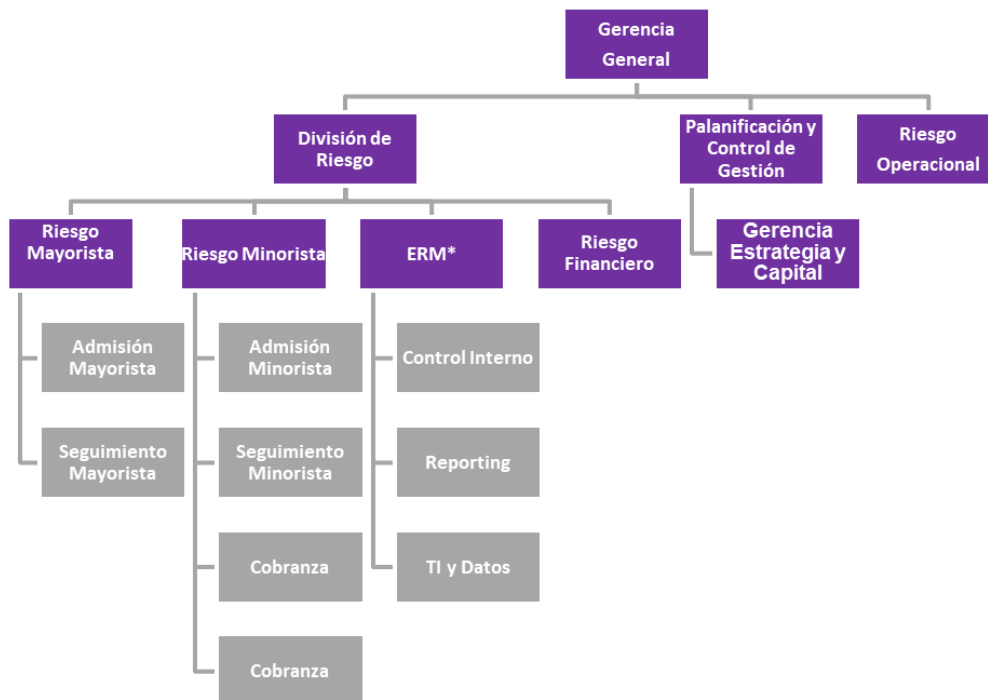 Gerencia
General
División de
Riesgo
Palanificación y
Control de
Gestión
Riesgo
Operacional
Riesgo
Mayorista
Riesgo Minorista
ERM*
Riesgo
Financiero
Gerencia
Estrategia y
Capital
Admisión
Mayorista
Admisión
Minorista
Control Interno
Seguimiento
Mayorista
Seguimiento
Minorista
Reporting
Cobranza
TI y Datos
Cobranza